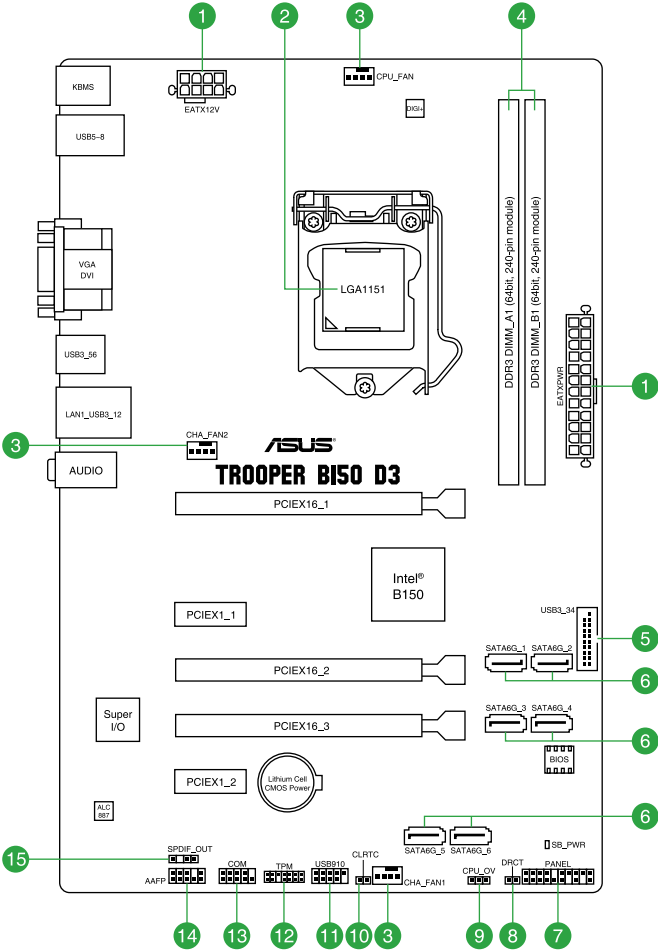 1
2
3
4
KBMS
EATX12V
CPU_FAN
DIGI+
USB5-8
VGA
DVI
LGA1151
DDR3 DIMM_A1 (64bit, 240-pin module)
DDR3 DIMM_B1 (64bit, 240-pin module)
EATXPWR
1
USB3_56
LAN1_USB3_12
3
CHA_FAN2
AUDIO
ASUS
TROOPER B150 D3
PCIEX16_1
Intel®
B150
PCIEX1_1
USB3_34
5
SATA6G_1
SATA6G_2
6
PCIEX16_2
Super
I/O
PCIEX16_3
SATA6G_3
SATA6G_4
6
BIOS
PCIEX1_2
Lithium Cell
CMOS Power
ALC
887
6
SATA6G_5
SATA6G_6
SB_PWR
15
SPDIF_OUT
AAFP
COM
TPM
USB910
CLRTC
CHA_FAN1
CPU_OV
DRCT
PANEL
14
13
12
11
10
3
9
8
7